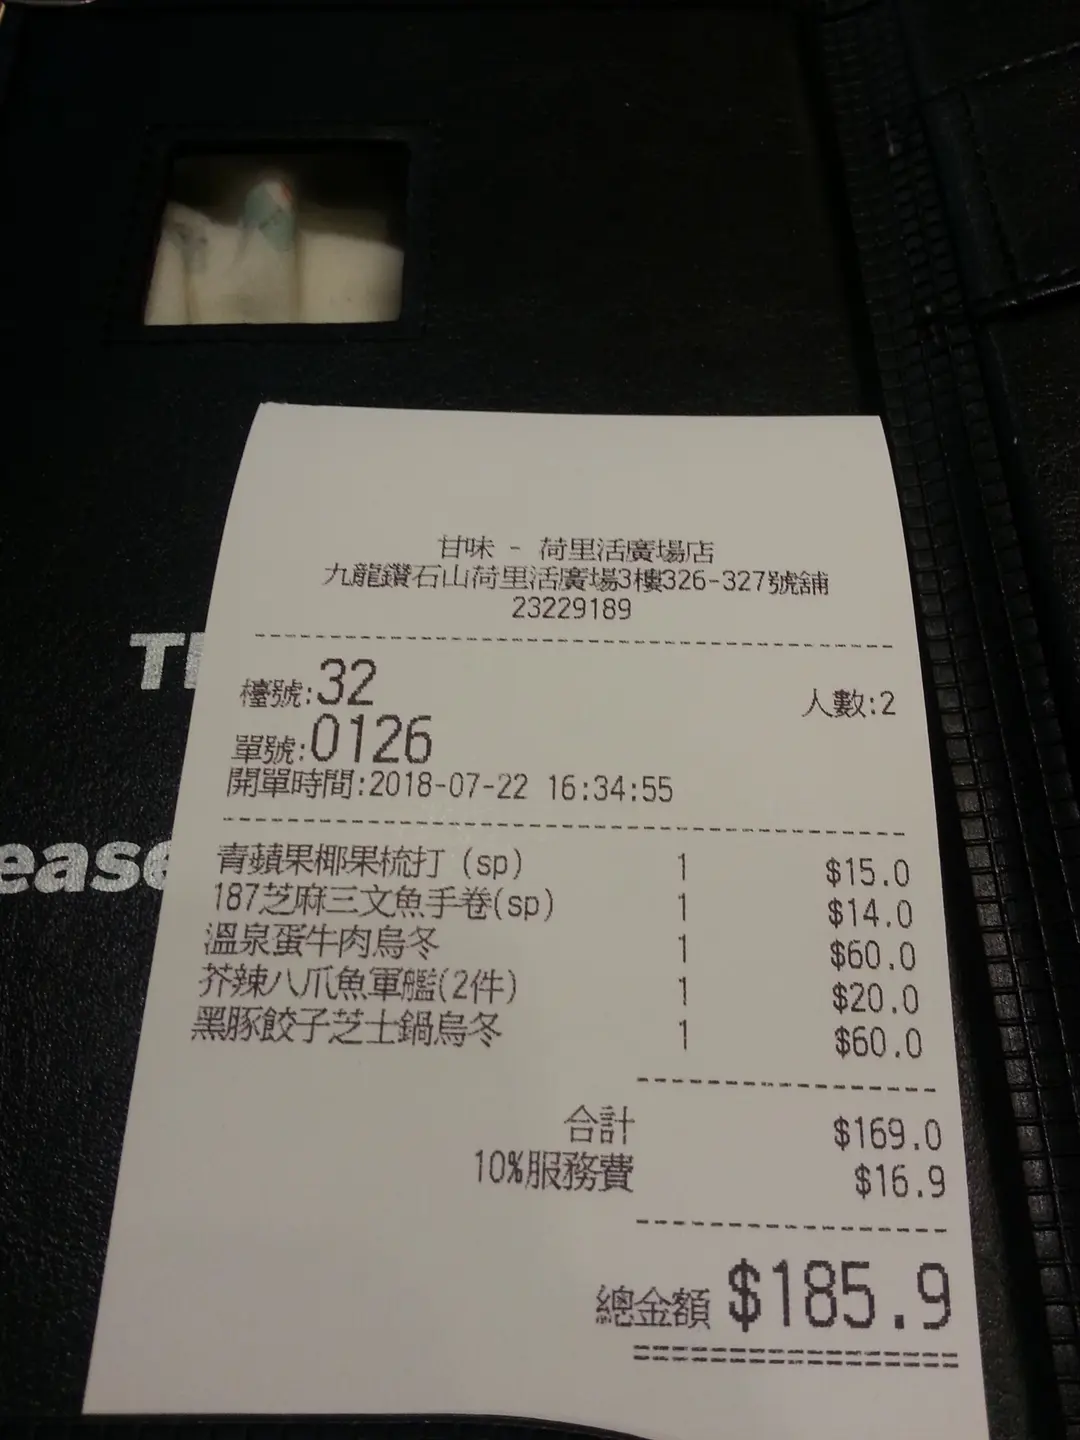 甘味 - 荷里活廣場店
九龍鑽石山荷里活廣場3樓326-327號舖
23229189
檯號:32 人數:2
單號:0126
開單時間:2018-07-22 16:34:55
青蘋果椰果梳打 (sp) 1 $15.0
187芝麻三文魚手卷(sp) 1 $14.0
溫泉蛋牛肉烏冬 1 $60.0
芥辣八爪魚軍艦(2件) 1 $20.0
黑豚餃子芝士鍋烏冬 1 $60.0
合計 $169.0
10%服務費 $16.9
總金額 $185.9